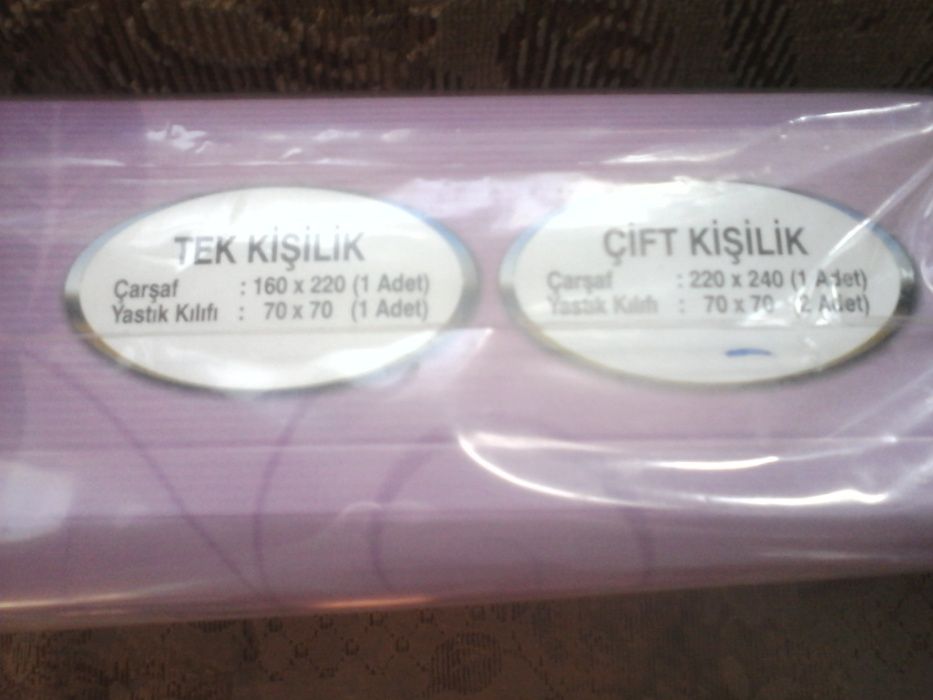 TEK KİŞİLİK
Çarşaf : 160 x 220 (1 Adet)
Yastık Kılıfı : 70 x 70 (1 Adet)
ÇİFT KİŞİLİK
Çarşaf : 220 x 240 (1 Adet)
Yastık Kılıfı : 70 x 70 (2 Adet)